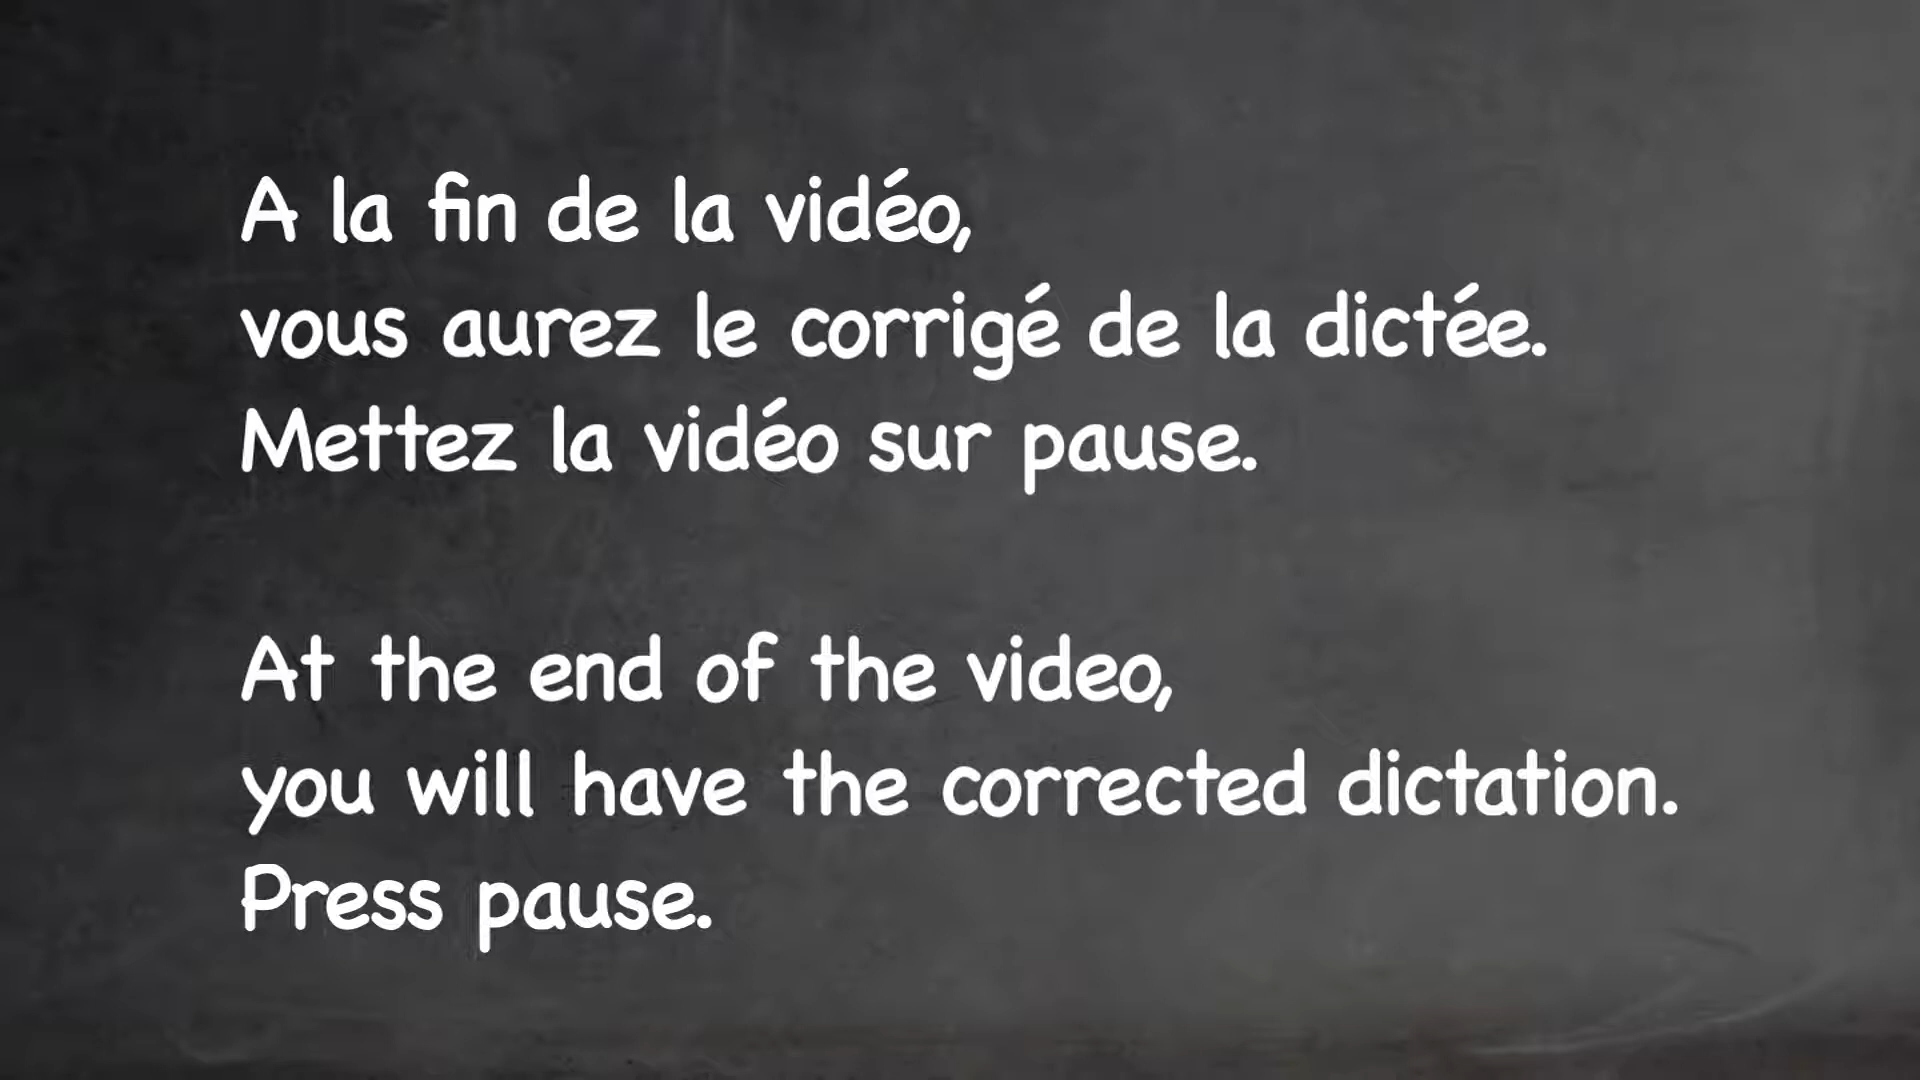 A la fin de la vidéo,
vous aurez le corrigé de la dictée.
Mettez la vidéo sur pause.
At the end of the video,
you will have the corrected dictation.
Press pause.